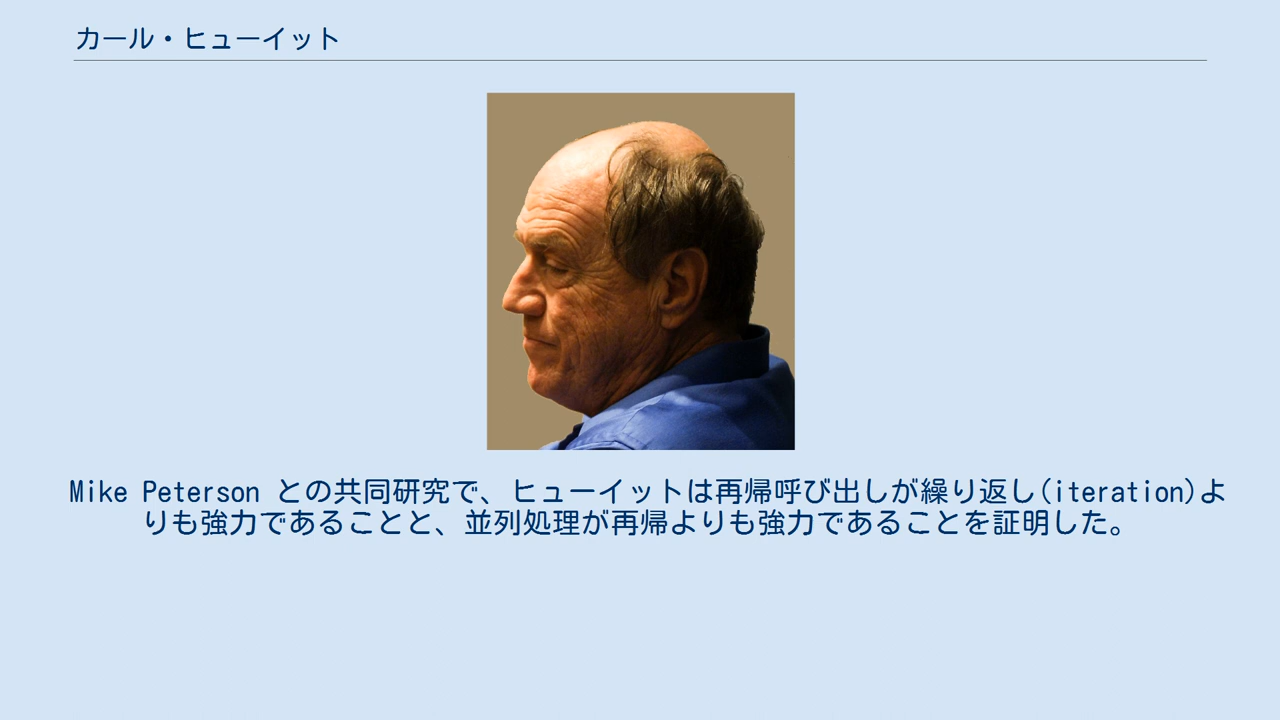 カール・ヒューイット
Mike Peterson との共同研究で、ヒューイットは再帰呼び出しが繰り返し(iteration)よ
りも強力であることと、並列処理が再帰よりも強力であることを証明した。